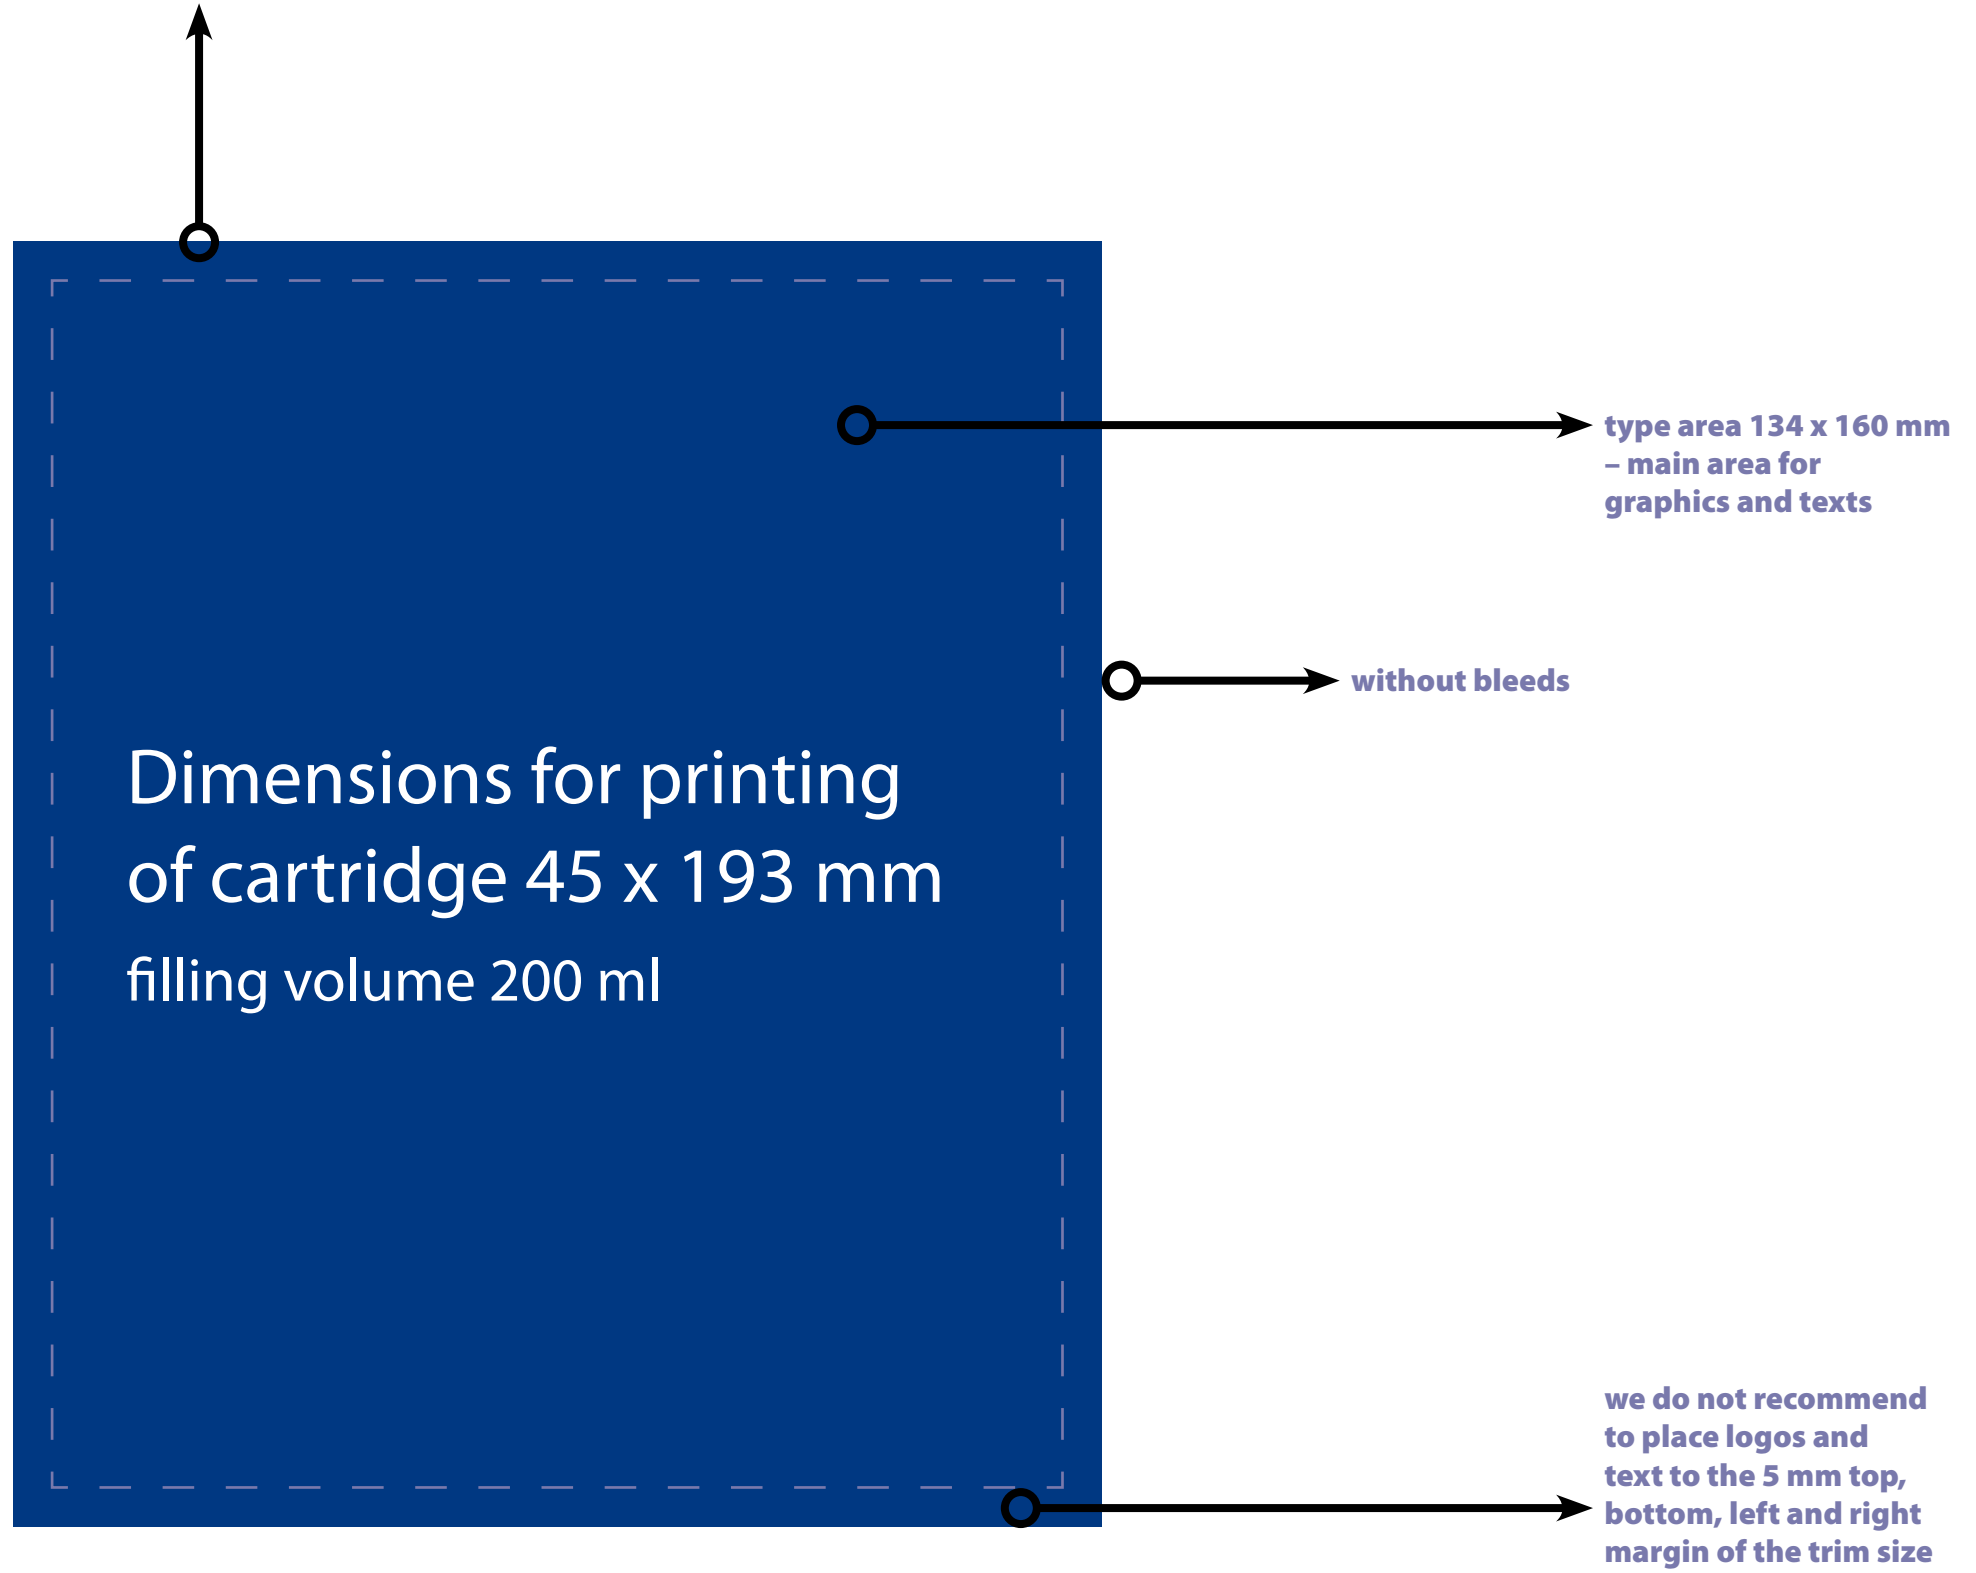 type area 134 x 160 mm
– main area for
graphics and texts
without bleeds
Dimensions for printing
of cartridge 45 x 193 mm
filling volume 200 ml
we do not recommend
to place logos and
text to the 5 mm top,
bottom, left and right
margin of the trim size